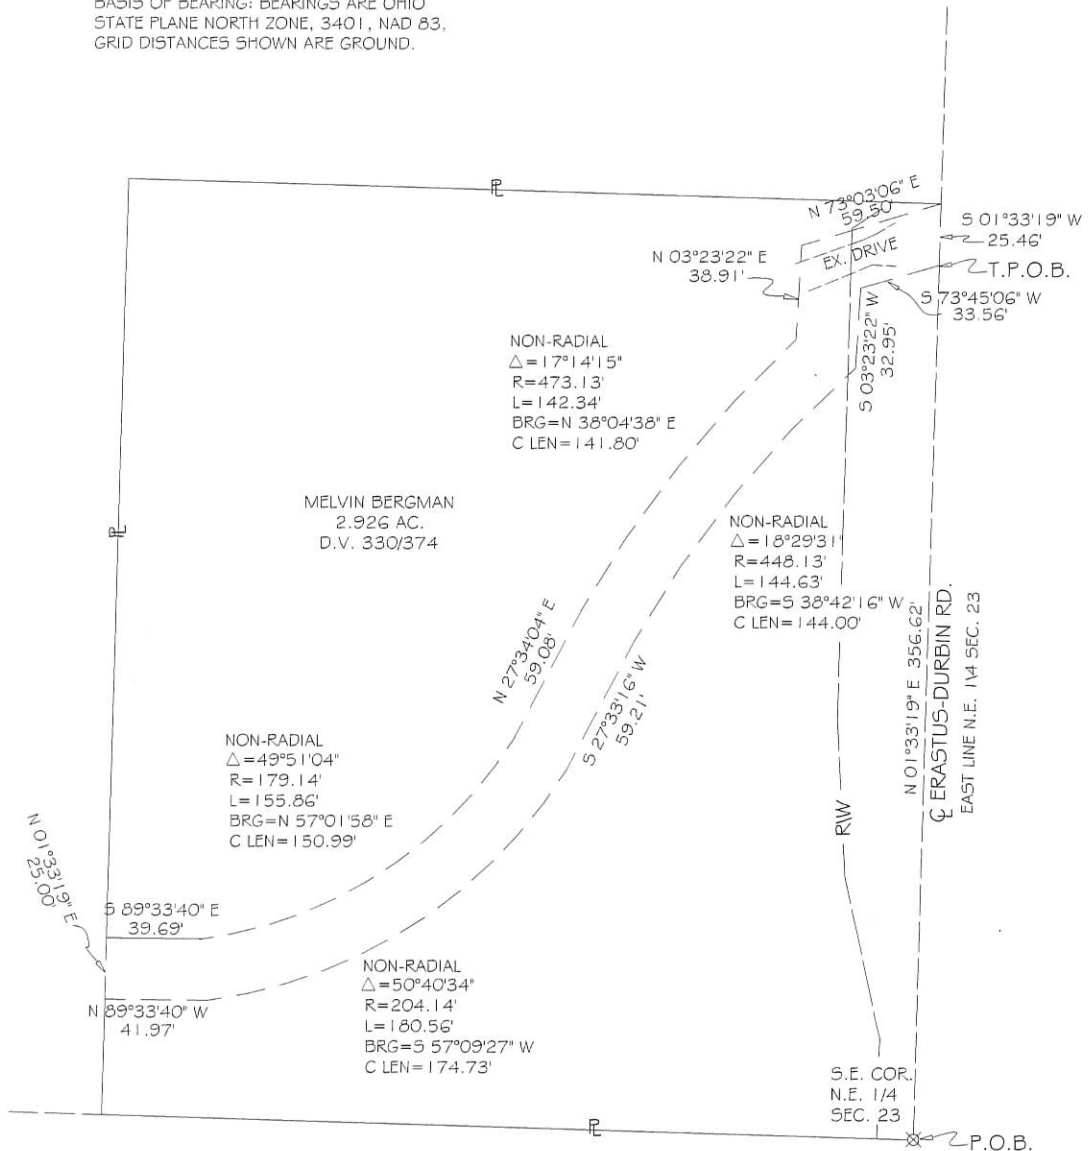 BASIS OF BEARING: BEARINGS ARE OHIO
STATE PLANE NORTH ZONE, 3401, NAD 83,
GRID DISTANCES SHOWN ARE GROUND.
PL
N 73°03'06" E
59.50'
S 01°33'19" W
25.46'
N 03°23'22" E
38.91'
EX. DRIVE
T.P.O.B.
S 73°45'06" W
33.56'
S 03°23'22" W
32.95'
NON-RADIAL
△=17°14'15"
R=473.13'
L=142.34'
BRG=N 38°04'38" E
C LEN=141.80'
PL
MELVIN BERGMAN
2.926 AC.
D.V. 330/374
NON-RADIAL
△=18°29'31"
R=448.13'
L=144.63'
BRG=S 38°42'16" W
C LEN=144.00'
N 27°34'04" E
59.08'
S 27°33'16" W
59.21'
N 01°33'19" E 356.62'
CL ERASTUS-DURBIN RD.
EAST LINE N.E. 1\4 SEC. 23
NON-RADIAL
△=49°51'04"
R=179.14'
L=155.86'
BRG=N 57°01'58" E
C LEN=150.99'
R\W
N 01°33'19" E
25.00'
S 89°33'40" E
39.69'
NON-RADIAL
△=50°40'34"
R=204.14'
L=180.56'
BRG=S 57°09'27" W
C LEN=174.73'
N 89°33'40" W
41.97'
S.E. COR.
N.E. 1/4
SEC. 23
PL
P.O.B.